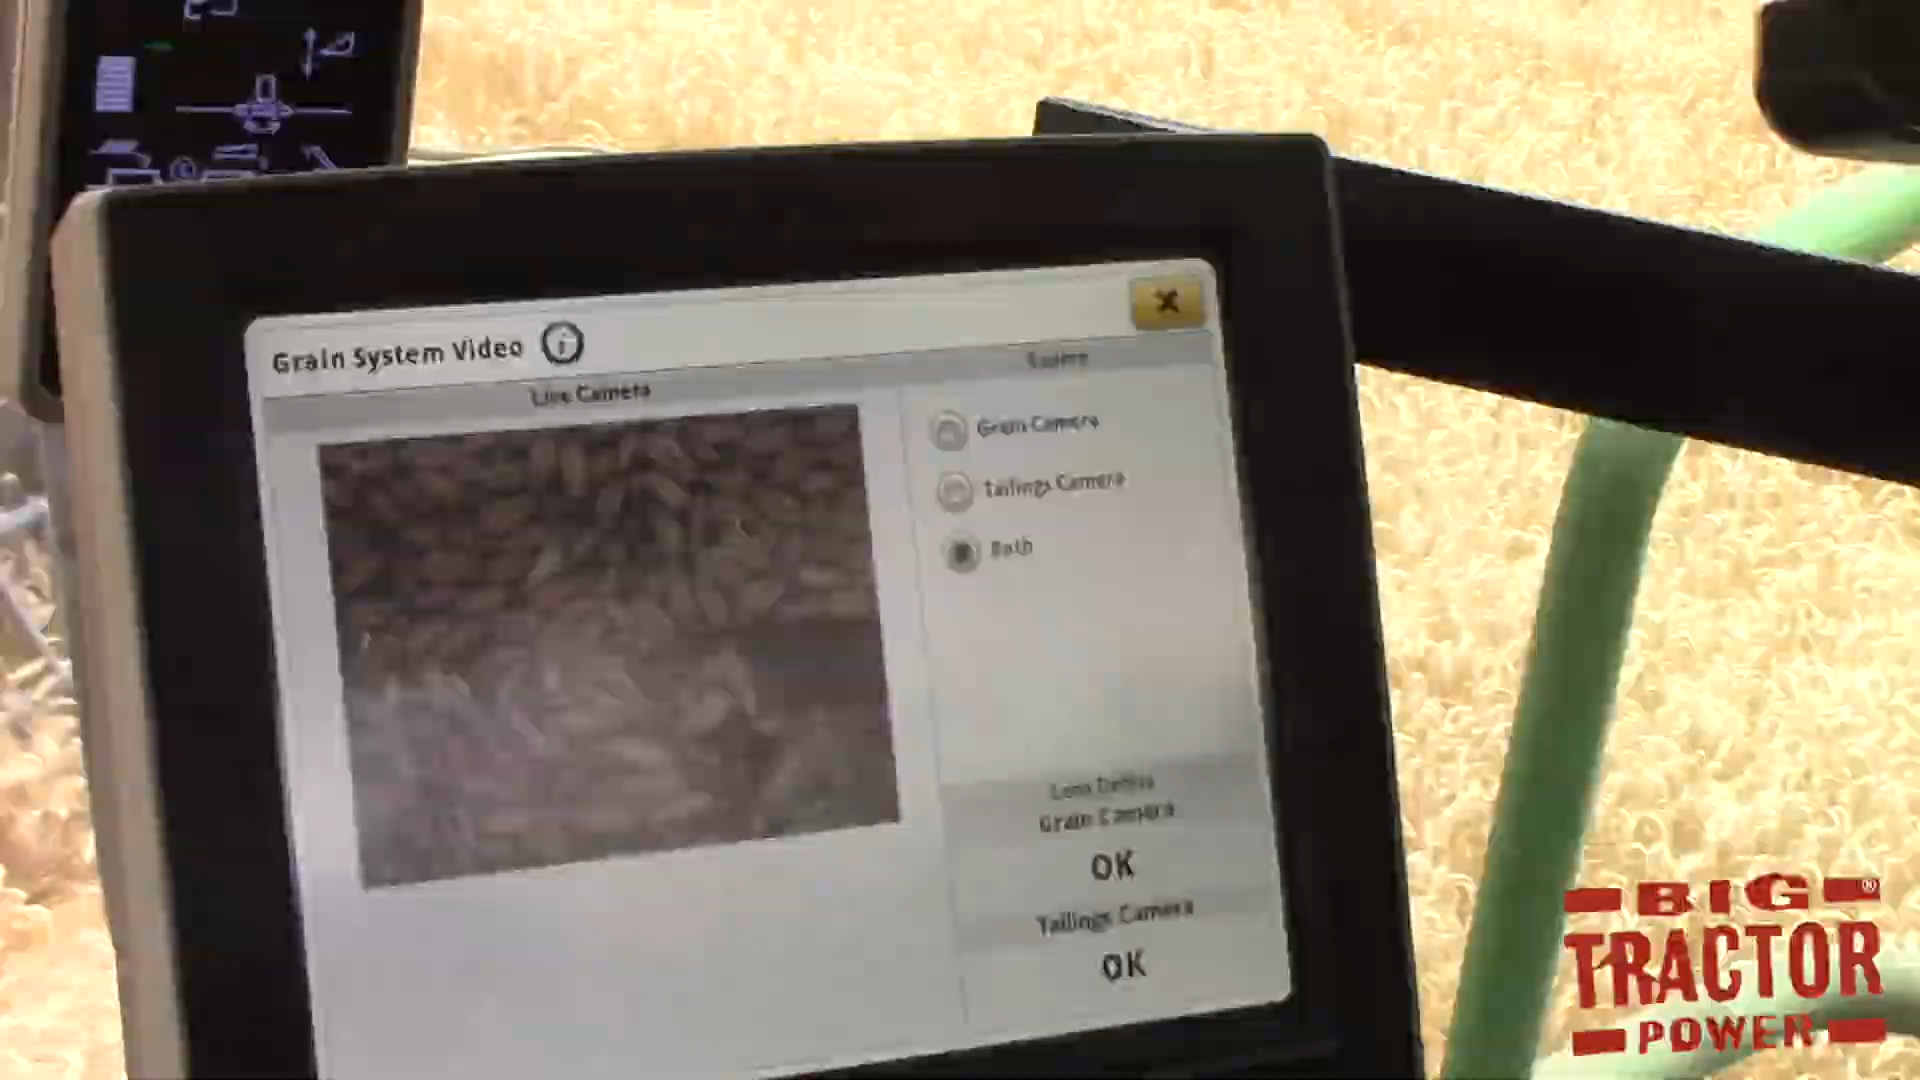 Grain System Video
Live Camera
Grain Camera
Tailings Camera
Both
Grain Camera
OK
Tailings Camera
OK
BIG
TRACTOR
POWER